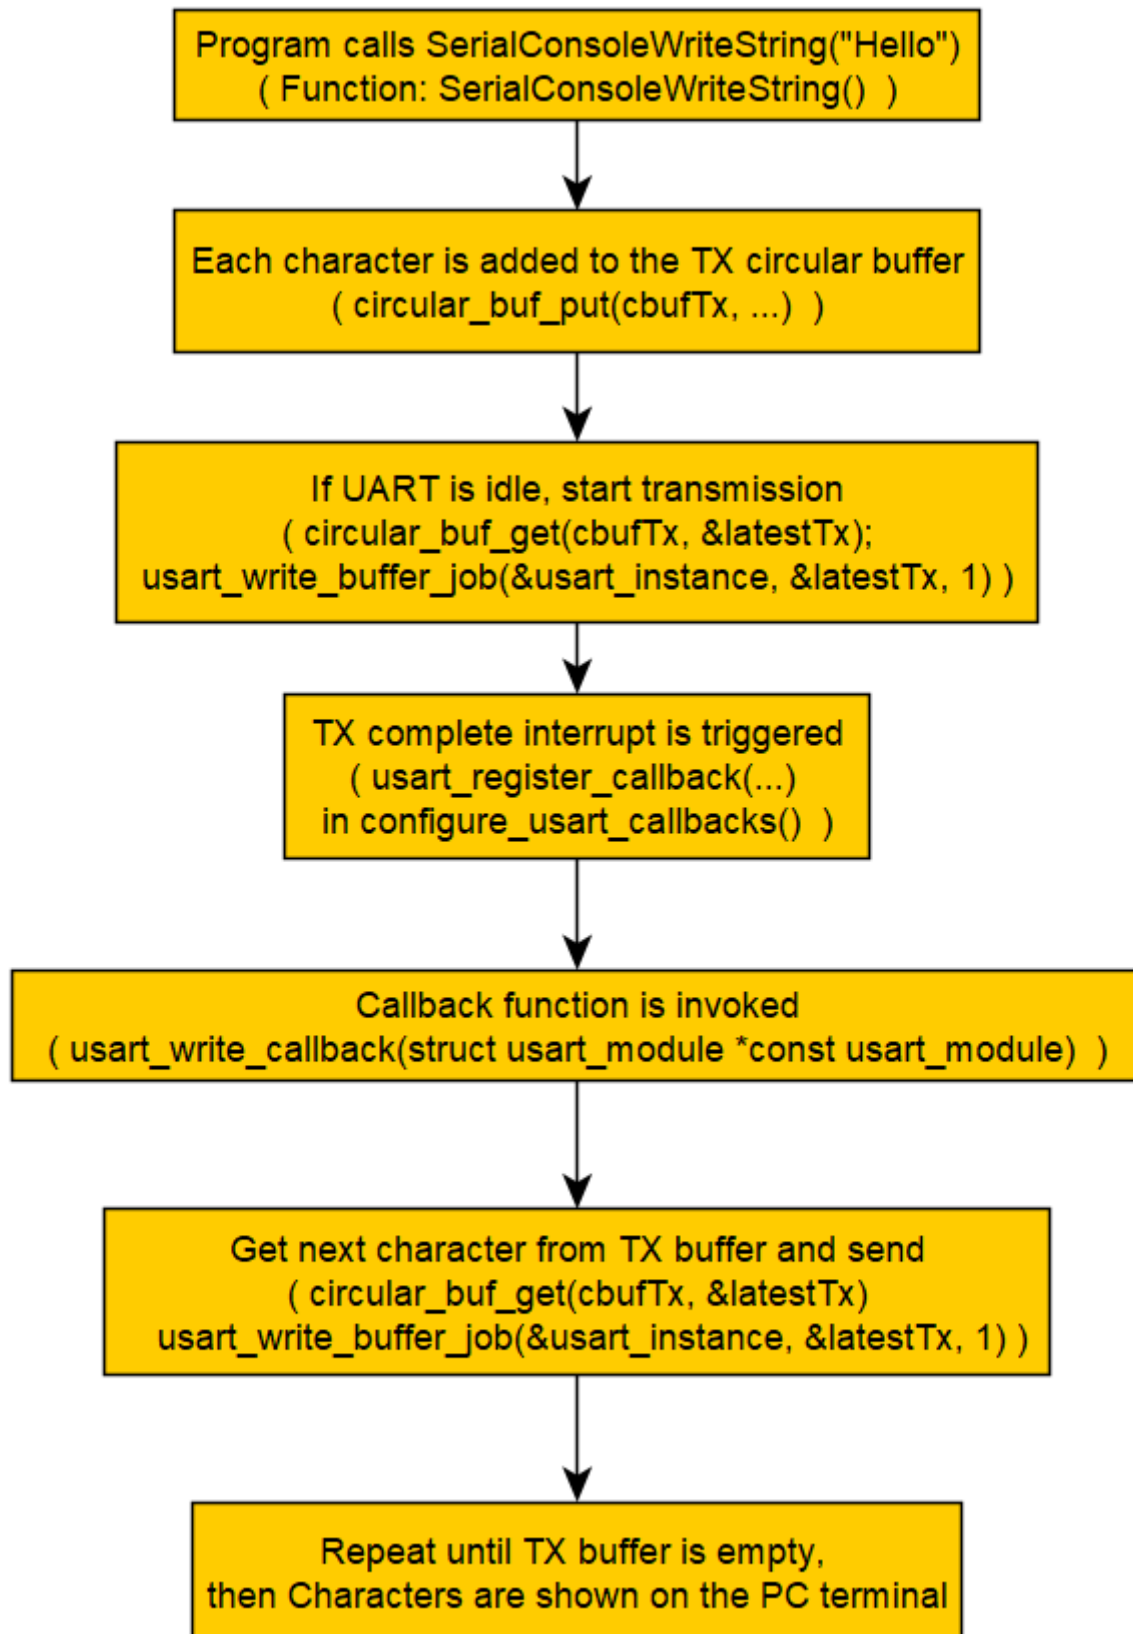 Program calls SerialConsoleWriteString("Hello")
( Function: SerialConsoleWriteString() )
Each character is added to the TX circular buffer
( circular_buf_put(cbufTx, ...) )
If UART is idle, start transmission
( circular_buf_get(cbufTx, &latestTx);
usart_write_buffer_job(&usart_instance, &latestTx, 1) )
TX complete interrupt is triggered
( usart_register_callback(...)
in configure_usart_callbacks() )
Callback function is invoked
( usart_write_callback(struct usart_module *const usart_module) )
Get next character from TX buffer and send
( circular_buf_get(cbufTx, &latestTx)
usart_write_buffer_job(&usart_instance, &latestTx, 1) )
Repeat until TX buffer is empty,
then Characters are shown on the PC terminal